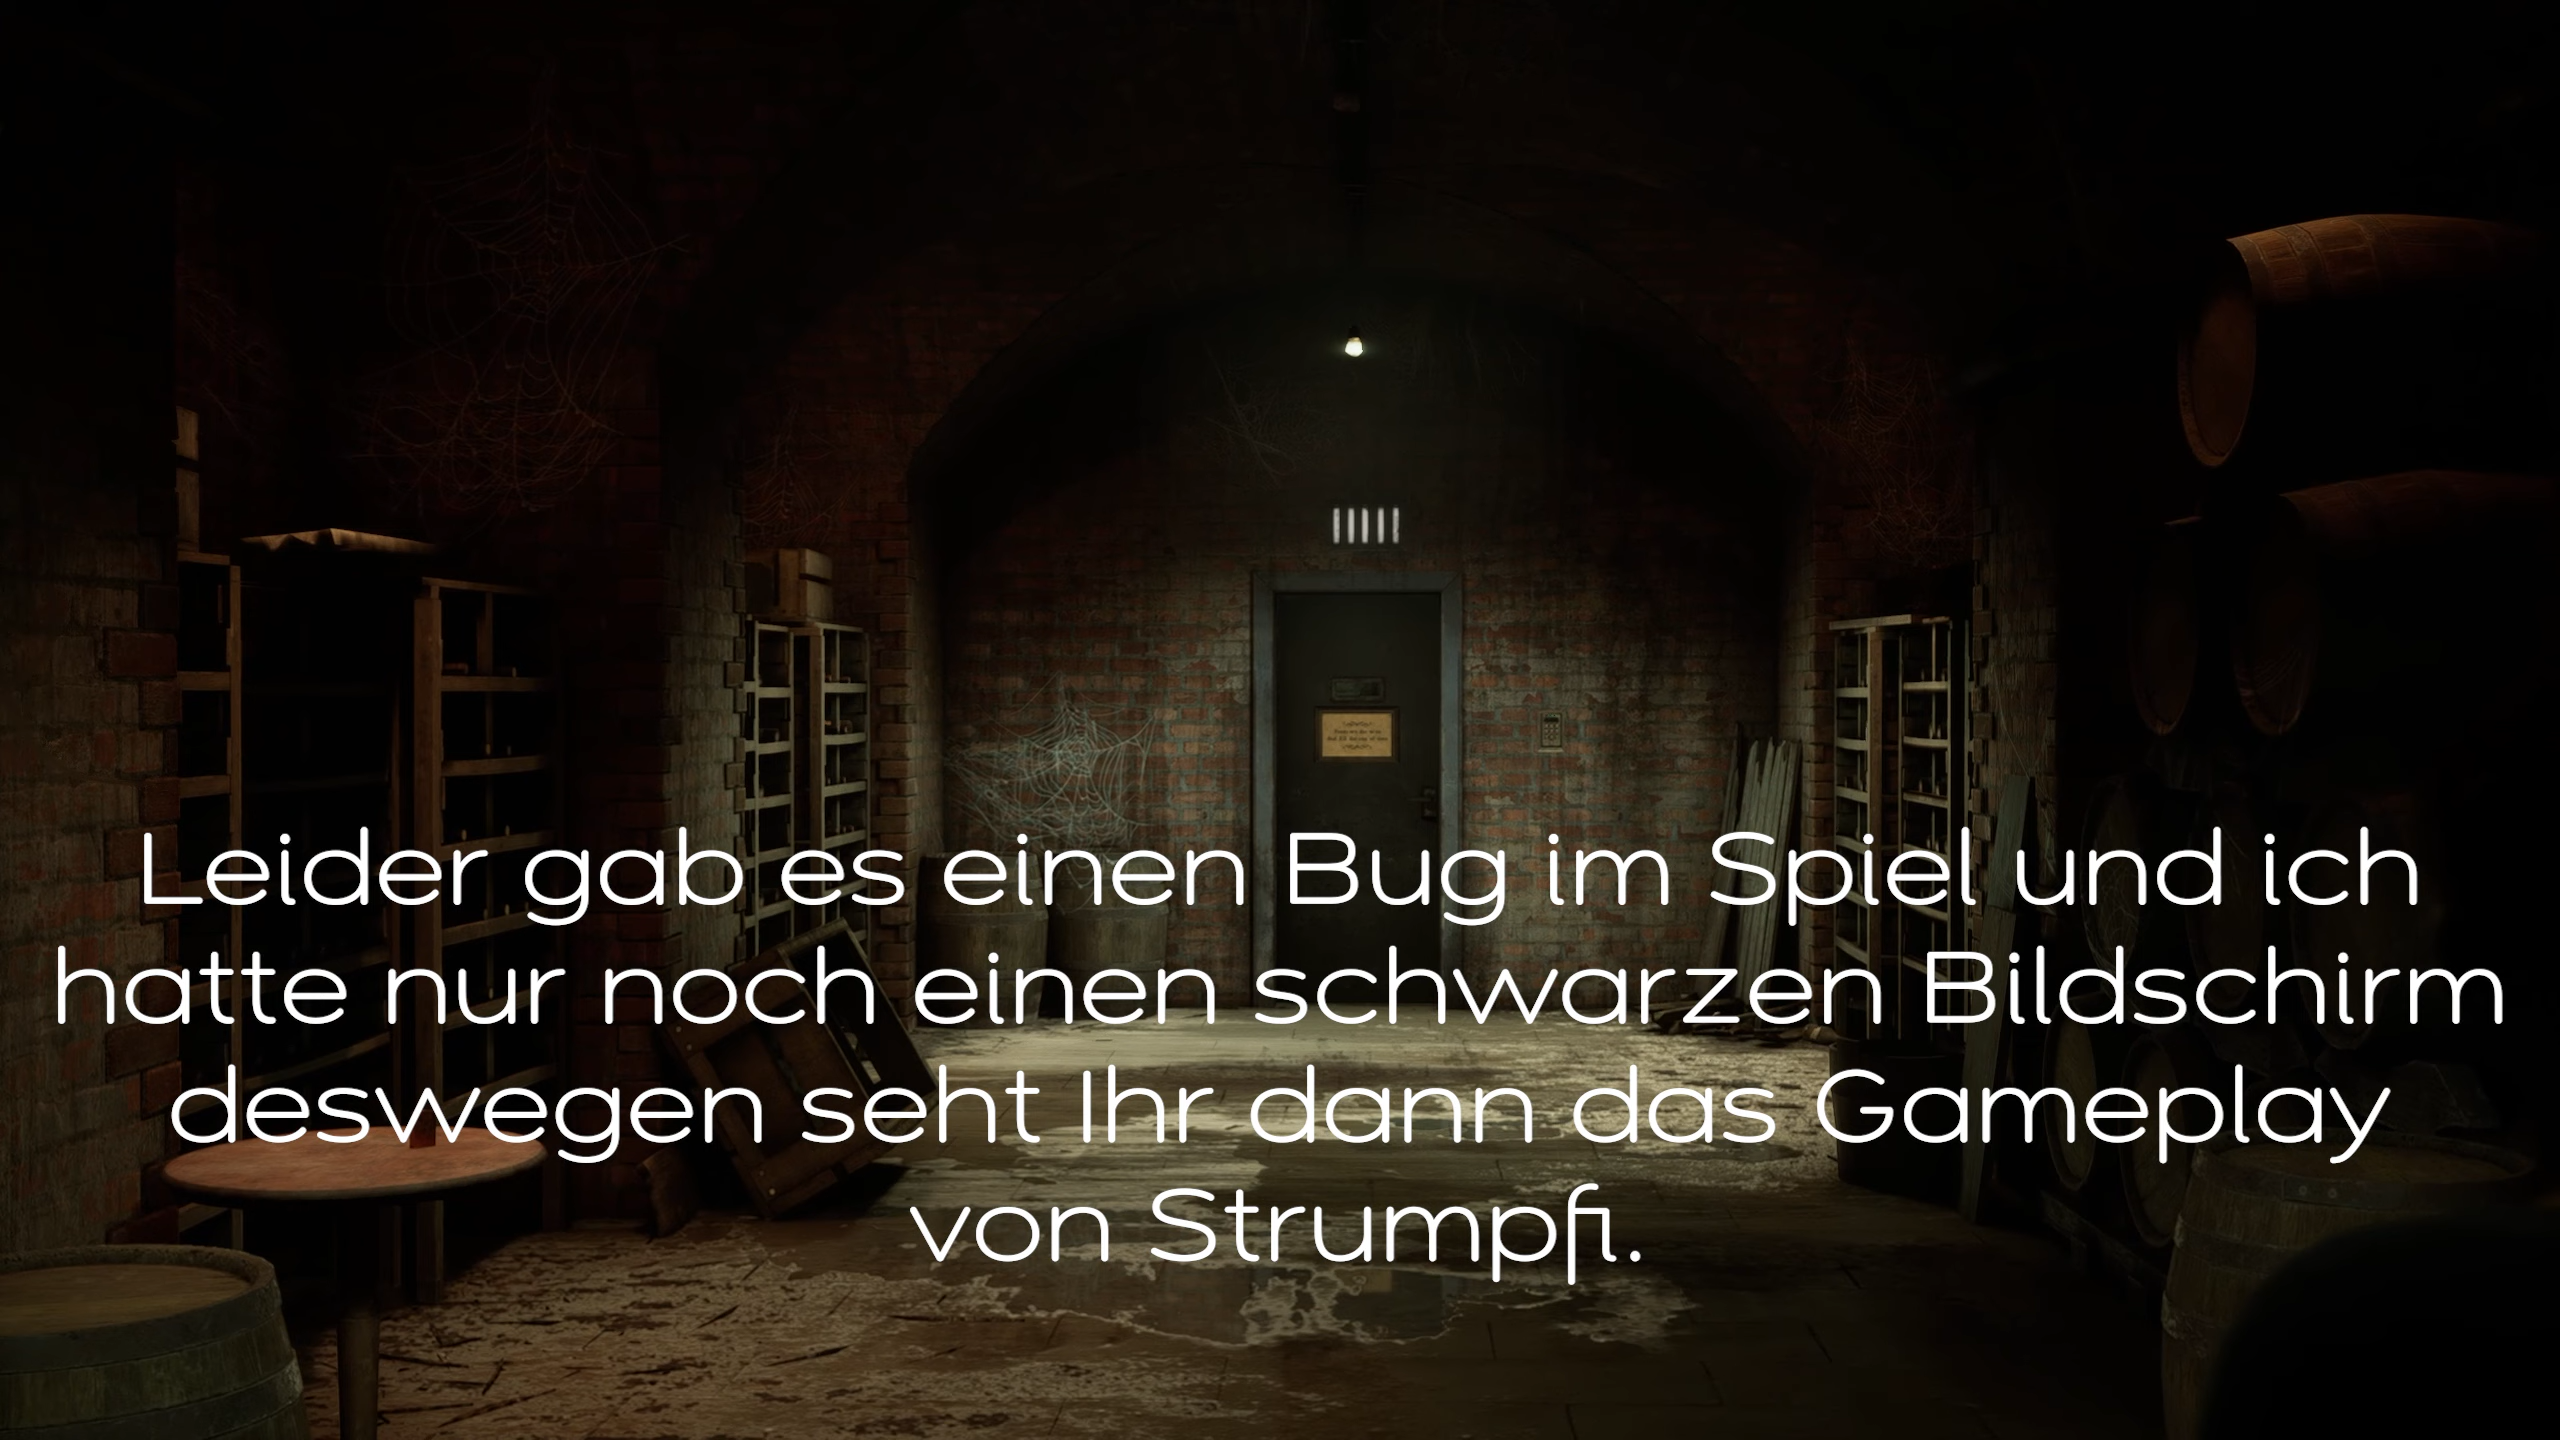 Leider gab es einen Bug im Spiel und ich
hatte nur noch einen schwarzen Bildschirm
deswegen seht Ihr dann das Gameplay
von Strumpfi.